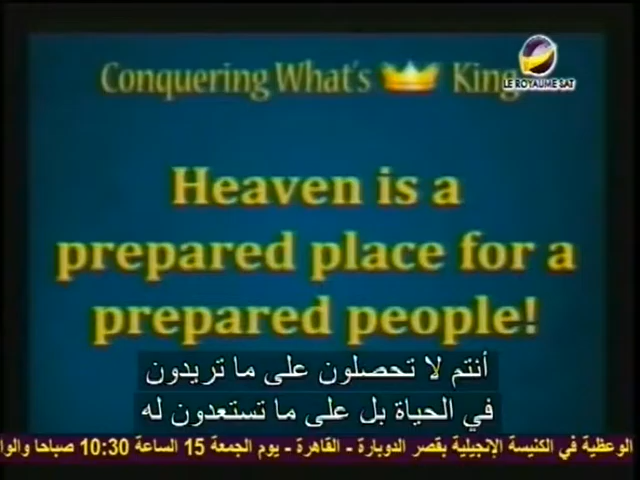 Conquering What's King
LE ROYAUME SAT
Heaven is a
prepared place for a
prepared people!
أنتم لا تحصلون على ما تريدون
في الحياة بل على ما تستعدون له
الوعظية في الكنيسة الإنجيلية بقصر الدوبارة - القاهرة - يوم الجمعة 15 الساعة 10:30 صباحا والوا